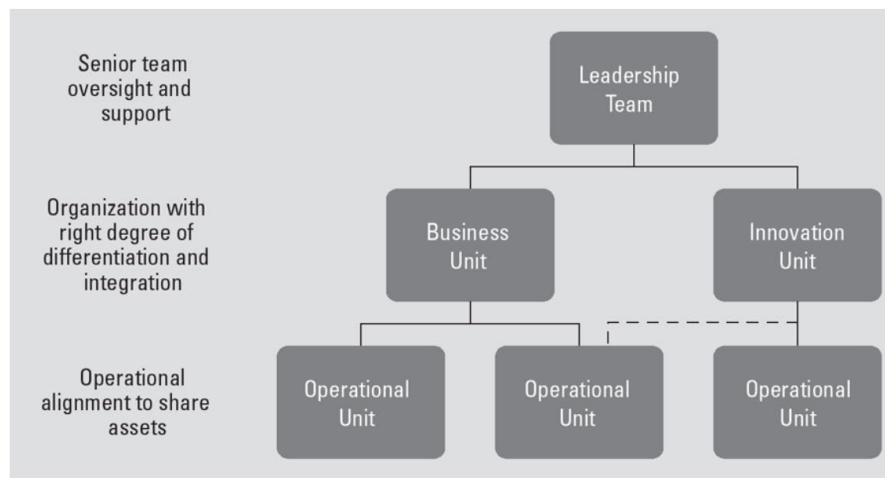 Senior team
oversight and
support
Leadership
Team
Organization with
right degree of
differentiation and
integration
Business
Unit
Innovation
Unit
Operational
alignment to share
assets
Operational
Unit
Operational
Unit
Operational
Unit